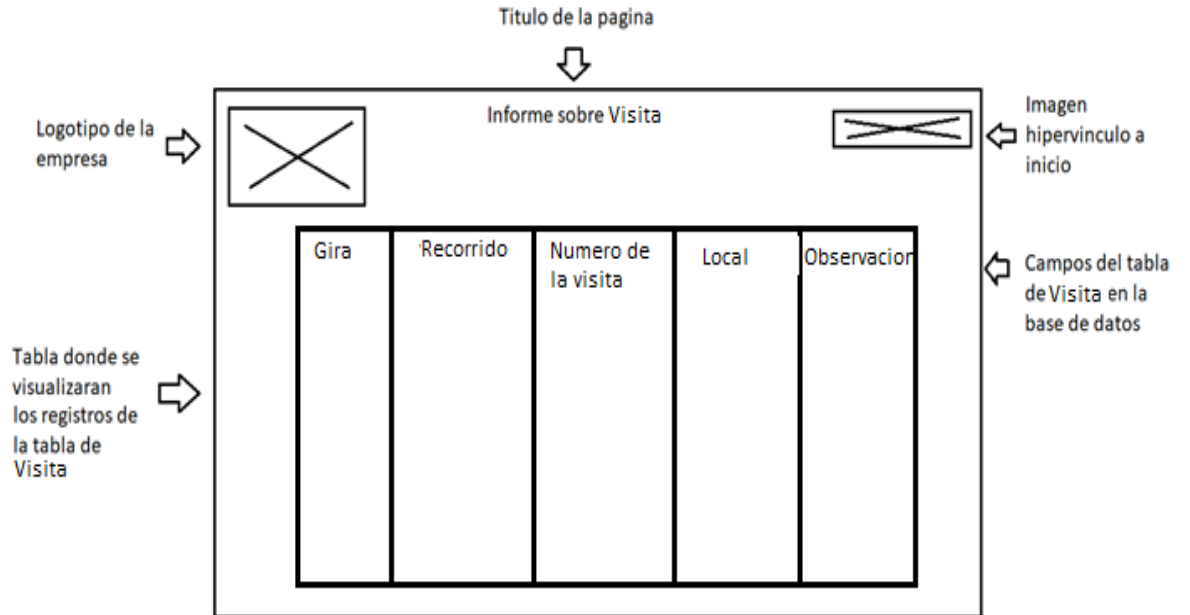 Titulo de la pagina
Logotipo de la
empresa
Informe sobre Visita
Imagen
hipervinculo a
inicio
Gira
Recorrido
Numero de
la visita
Local
Observacion
Campos del tabla
de Visita en la
base de datos
Tabla donde se
visualizaran
los registros de
la tabla de
Visita